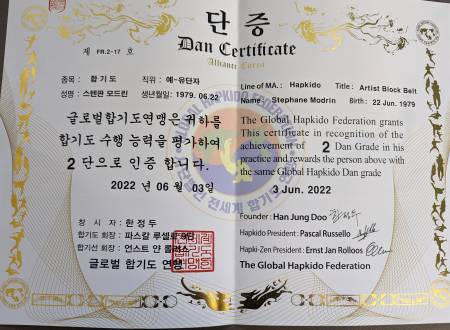 단 증
Dan Certificate
Alliance Corea
제 FR.2-17 호
종목 : 합 기 도 직위 : 예-유단자
성명 : 스텐판 모드린 생년월일 : 1979. 06.22
글로벌합기도연맹은 귀하를
합기도 수행 능력을 평가하여
2 단으로 인증 합니다.
2022 년 06 월 03일
창 시 자 : 한정두
합기도 회장 : 파스칼 루셀로
합기선 회장 : 언스트 얀
글로벌 합기도 연맹
Line of MA.: Hapkido Title: Artist Block Belt
Name: Stephane Modrin Birth: 22 Jun. 1979
The Global Hapkido Federation grants
This certificate in recognition of the
achievement of 2 Dan Grade in his
practice and rewards the person above with
the same Global Hapkido Dan grade
3 Jun. 2022
Founder : Han Jung Doo
Hapkido President : Pascal Russello
Hapki-Zen President : Ernst Jan Rolloos
The Global Hapkido Federation